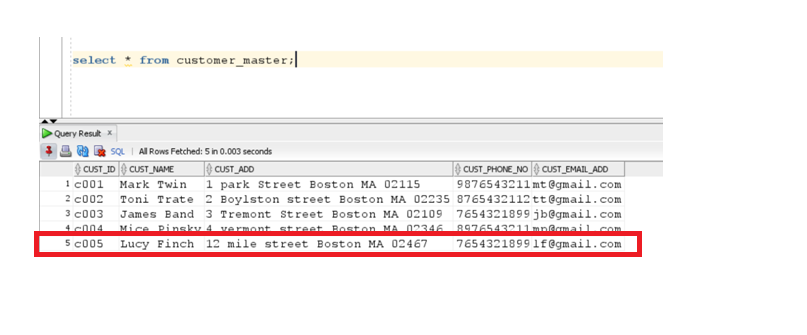 select * from customer_master;
Query Result ×
SQL | All Rows Fetched: 5 in 0.003 seconds
CUST_ID CUST_NAME CUST_ADD CUST_PHONE_NO CUST_EMAIL_ADD
1 c001 Mark Twin 1 park Street Boston MA 02115 9876543211 mt@gmail.com
2 c002 Toni Trate 2 Boylston street Boston MA 02235 8765432112 tt@gmail.com
3 c003 James Band 3 Tremont Street Boston MA 02109 7654321899 jb@gmail.com
4 c004 Mice Pinsky 4 vermont street Boston MA 02346 8976543211 mp@gmail.com
5 c005 Lucy Finch 12 mile street Boston MA 02467 7654321899 lf@gmail.com